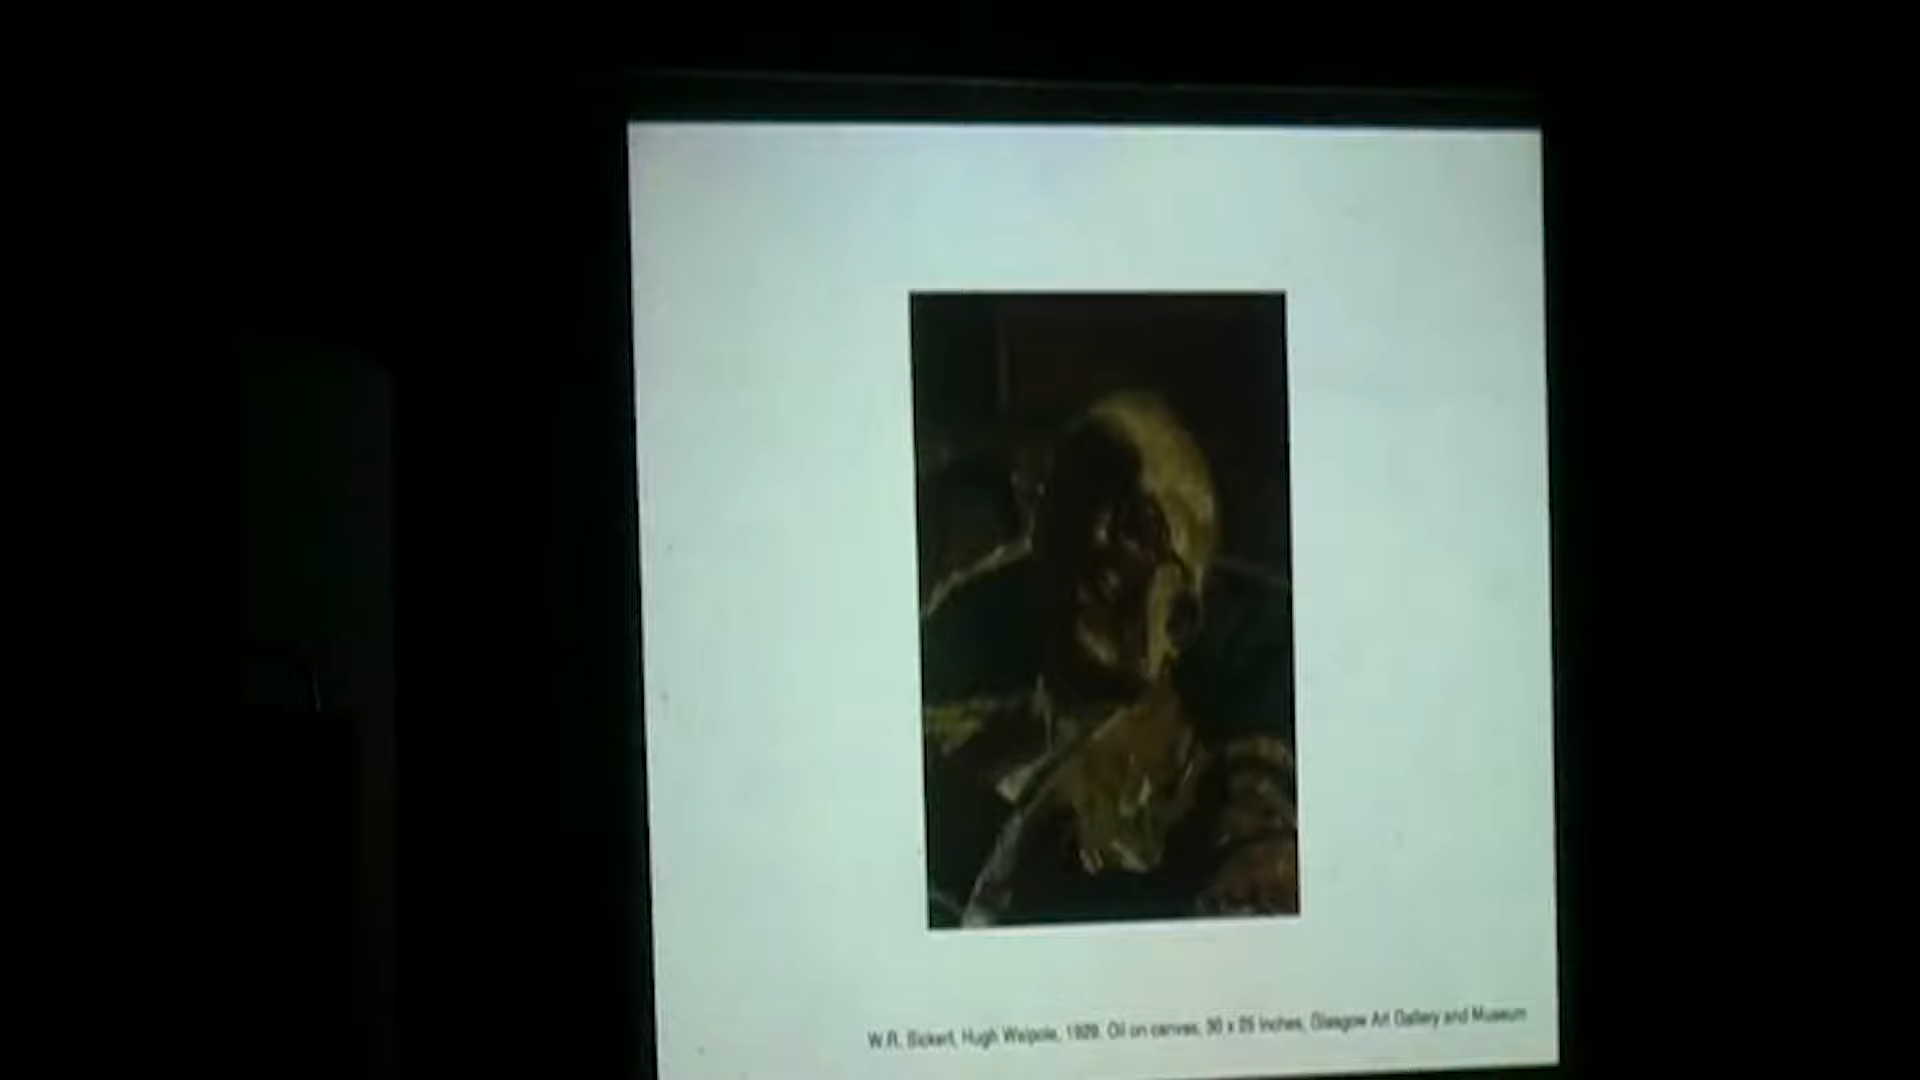 W.R. Sickert, Hugh Walpole, 1929. Oil on canvas, 30 x 25 inches, Glasgow Art Gallery and Museum